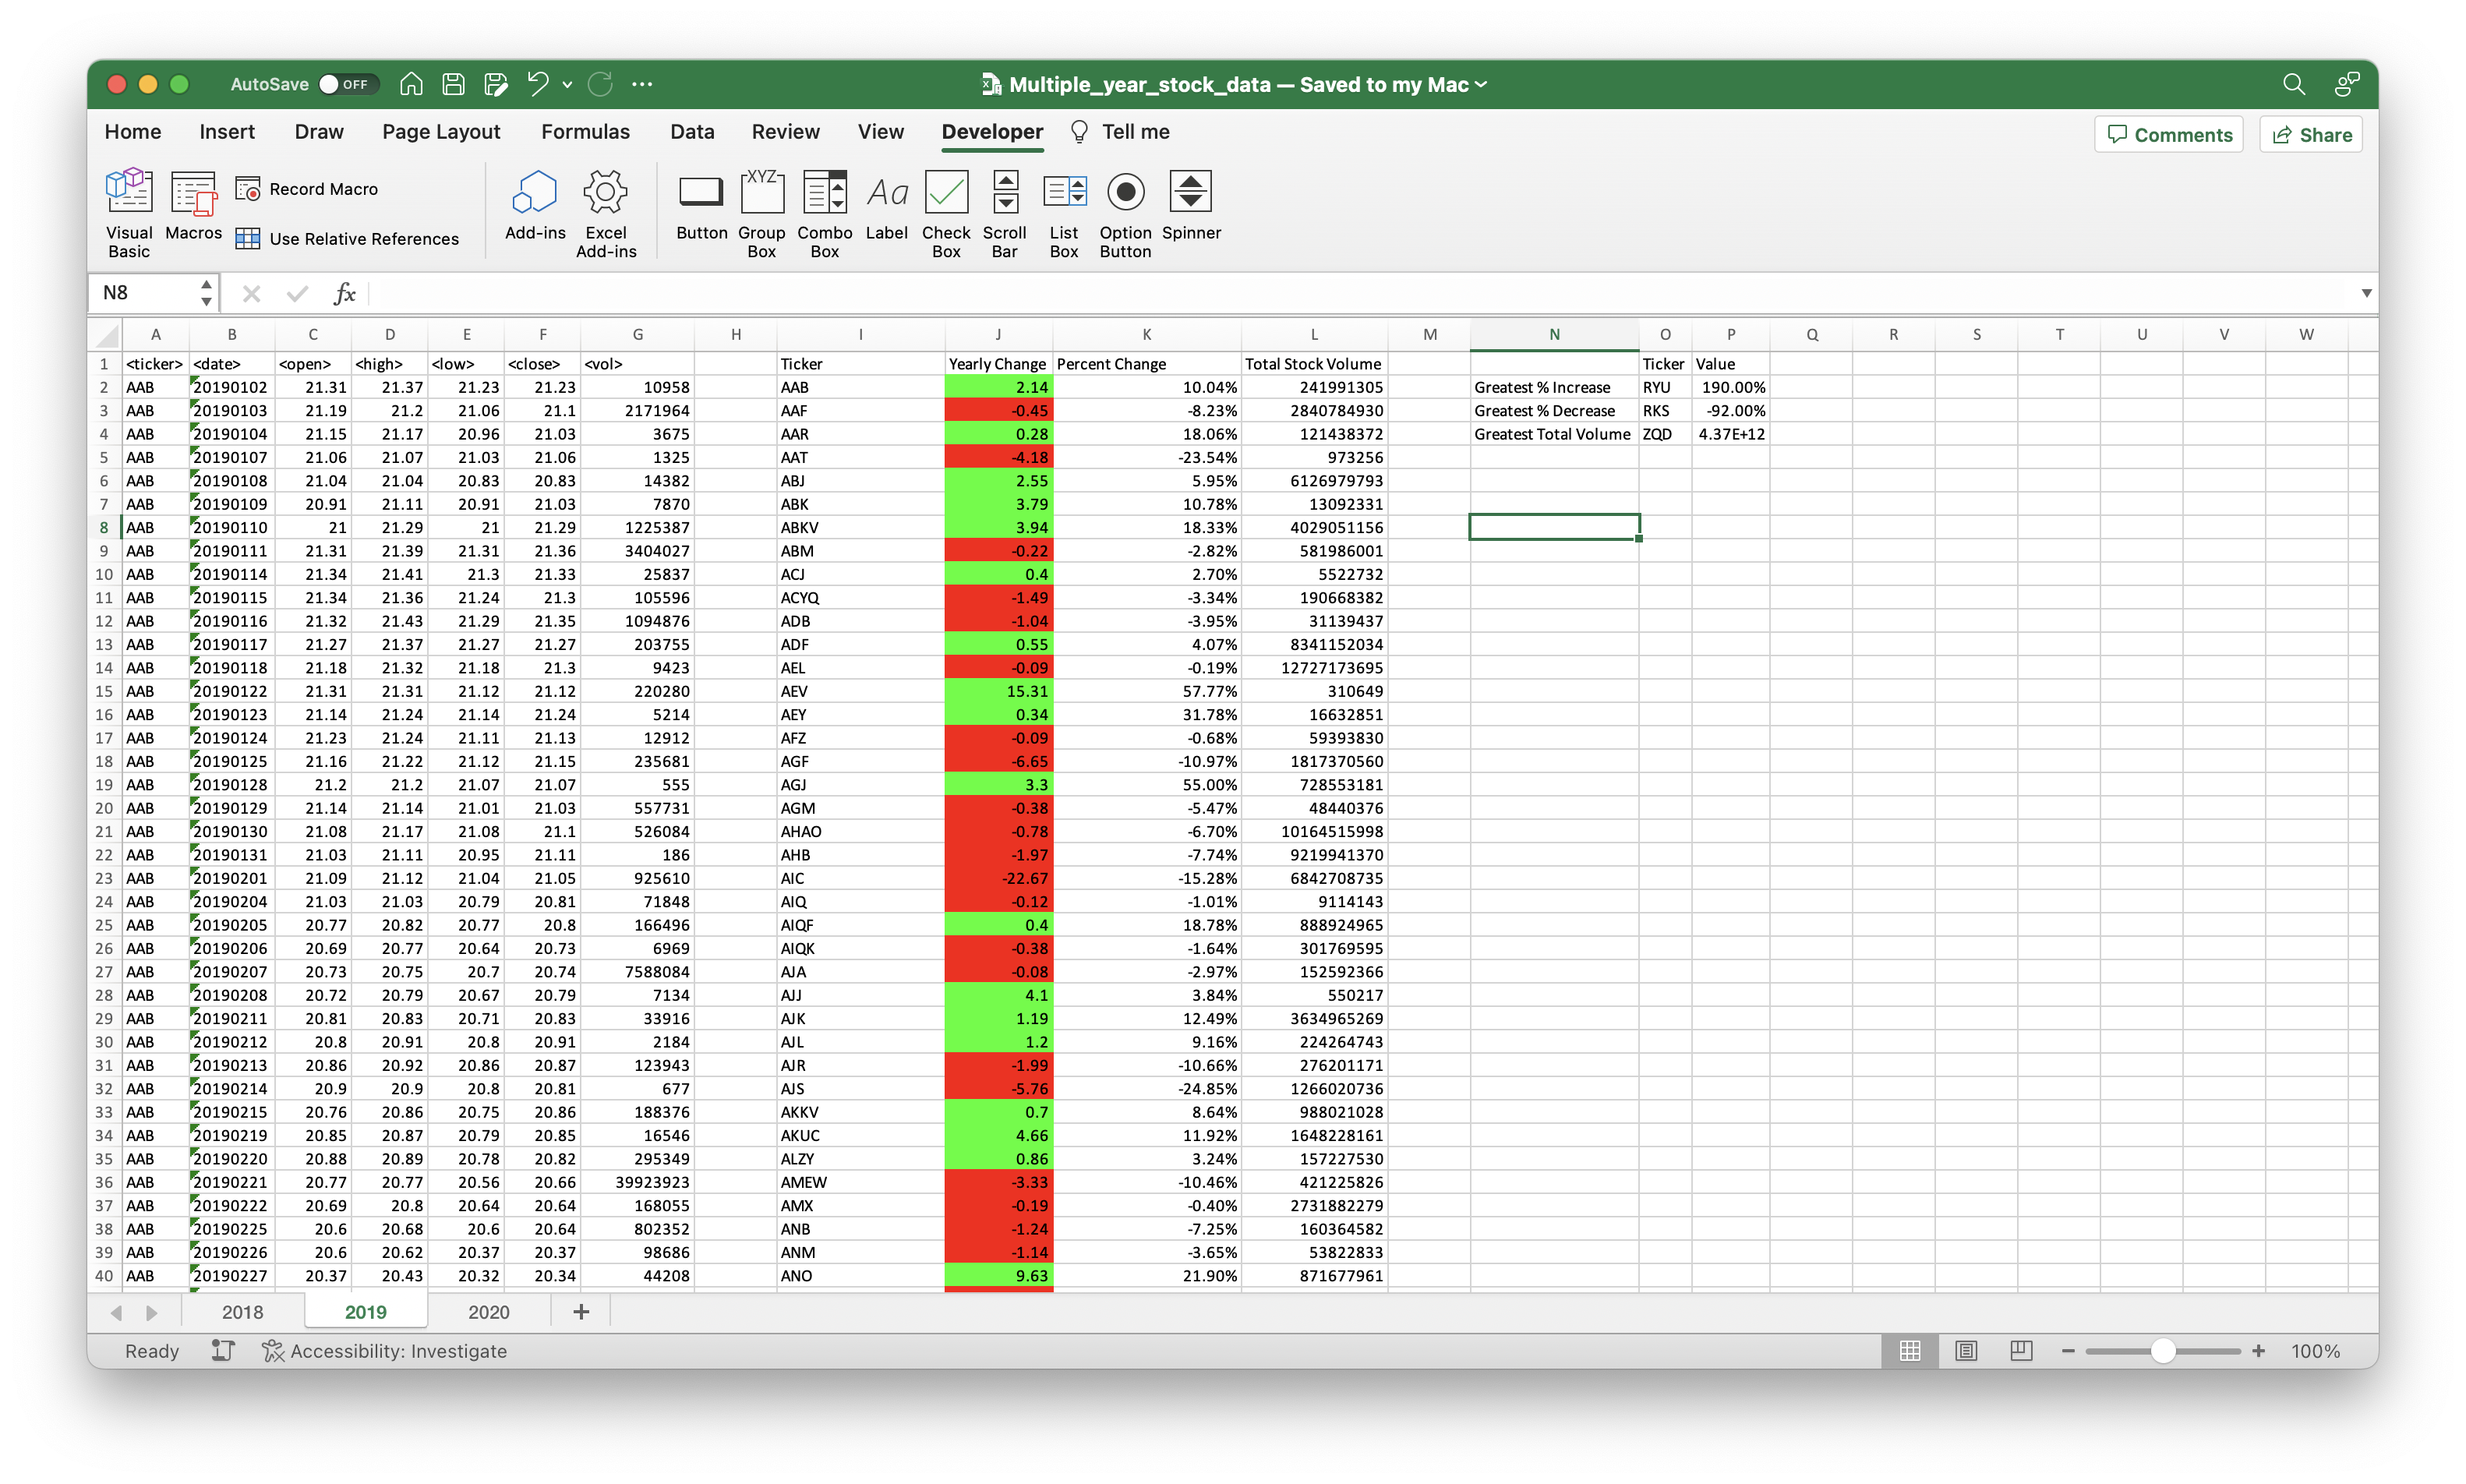 AutoSave OFF Multiple_year_stock_data — Saved to my Mac
Home Insert Draw Page Layout Formulas Data Review View Developer Tell me Comments Share
Visual Basic Macros Record Macro Use Relative References Add-ins Excel Add-ins Button XYZ Group Box Combo Box Aa Label Check Box Scroll Bar List Box Option Button Spinner
N8 fx
A B C D E F G H I J K L M N O P Q R S T U V W
1 <ticker> <date> <open> <high> <low> <close> <vol> Ticker Yearly Change Percent Change Total Stock Volume Ticker Value
2 AAB 20190102 21.31 21.37 21.23 21.23 10958 AAB 2.14 10.04% 241991305 Greatest % Increase RYU 190.00%
3 AAB 20190103 21.19 21.2 21.06 21.1 2171964 AAF -0.45 -8.23% 2840784930 Greatest % Decrease RKS -92.00%
4 AAB 20190104 21.15 21.17 20.96 21.03 3675 AAR 0.28 18.06% 121438372 Greatest Total Volume ZQD 4.37E+12
5 AAB 20190107 21.06 21.07 21.03 21.06 1325 AAT -4.18 -23.54% 973256
6 AAB 20190108 21.04 21.04 20.83 20.83 14382 ABJ 2.55 5.95% 6126979793
7 AAB 20190109 20.91 21.11 20.91 21.03 7870 ABK 3.79 10.78% 13092331
8 AAB 20190110 21 21.29 21 21.29 1225387 ABKV 3.94 18.33% 4029051156
9 AAB 20190111 21.31 21.39 21.31 21.36 3404027 ABM -0.22 -2.82% 581986001
10 AAB 20190114 21.34 21.41 21.3 21.33 25837 ACJ 0.4 2.70% 5522732
11 AAB 20190115 21.34 21.36 21.24 21.3 105596 ACYQ -1.49 -3.34% 190668382
12 AAB 20190116 21.32 21.43 21.29 21.35 1094876 ADB -1.04 -3.95% 31139437
13 AAB 20190117 21.27 21.37 21.27 21.27 203755 ADF 0.55 4.07% 8341152034
14 AAB 20190118 21.18 21.32 21.18 21.3 9423 AEL -0.09 -0.19% 12727173695
15 AAB 20190122 21.31 21.31 21.12 21.12 220280 AEV 15.31 57.77% 310649
16 AAB 20190123 21.14 21.24 21.14 21.24 5214 AEY 0.34 31.78% 16632851
17 AAB 20190124 21.23 21.24 21.11 21.13 12912 AFZ -0.09 -0.68% 59393830
18 AAB 20190125 21.16 21.22 21.12 21.15 235681 AGF -6.65 -10.97% 1817370560
19 AAB 20190128 21.2 21.2 21.07 21.07 555 AGJ 3.3 55.00% 728553181
20 AAB 20190129 21.14 21.14 21.01 21.03 557731 AGM -0.38 -5.47% 48440376
21 AAB 20190130 21.08 21.17 21.08 21.1 526084 AHAO -0.78 -6.70% 10164515998
22 AAB 20190131 21.03 21.11 20.95 21.11 186 AHB -1.97 -7.74% 9219941370
23 AAB 20190201 21.09 21.12 21.04 21.05 925610 AIC -22.67 -15.28% 6842708735
24 AAB 20190204 21.03 21.03 20.79 20.81 71848 AIQ -0.12 -1.01% 9114143
25 AAB 20190205 20.77 20.82 20.77 20.8 166496 AIQF 0.4 18.78% 888924965
26 AAB 20190206 20.69 20.77 20.64 20.73 6969 AIQK -0.38 -1.64% 301769595
27 AAB 20190207 20.73 20.75 20.7 20.74 7588084 AJA -0.08 -2.97% 152592366
28 AAB 20190208 20.72 20.79 20.67 20.79 7134 AJJ 4.1 3.84% 550217
29 AAB 20190211 20.81 20.83 20.71 20.83 33916 AJK 1.19 12.49% 3634965269
30 AAB 20190212 20.8 20.91 20.8 20.91 2184 AJL 1.2 9.16% 224264743
31 AAB 20190213 20.86 20.92 20.86 20.87 123943 AJR -1.99 -10.66% 276201171
32 AAB 20190214 20.9 20.9 20.8 20.81 677 AJS -5.76 -24.85% 1266020736
33 AAB 20190215 20.76 20.86 20.75 20.86 188376 AKKV 0.7 8.64% 988021028
34 AAB 20190219 20.85 20.87 20.79 20.85 16546 AKUC 4.66 11.92% 1648228161
35 AAB 20190220 20.88 20.89 20.78 20.82 295349 ALZY 0.86 3.24% 157227530
36 AAB 20190221 20.77 20.77 20.56 20.66 39923923 AMEW -3.33 -10.46% 421225826
37 AAB 20190222 20.69 20.8 20.64 20.64 168055 AMX -0.19 -0.40% 2731882279
38 AAB 20190225 20.6 20.68 20.6 20.64 802352 ANB -1.24 -7.25% 160364582
39 AAB 20190226 20.6 20.62 20.37 20.37 98686 ANM -1.14 -3.65% 53822833
40 AAB 20190227 20.37 20.43 20.32 20.34 44208 ANO 9.63 21.90% 871677961
2018 2019 2020 +
Ready Accessibility: Investigate 100%